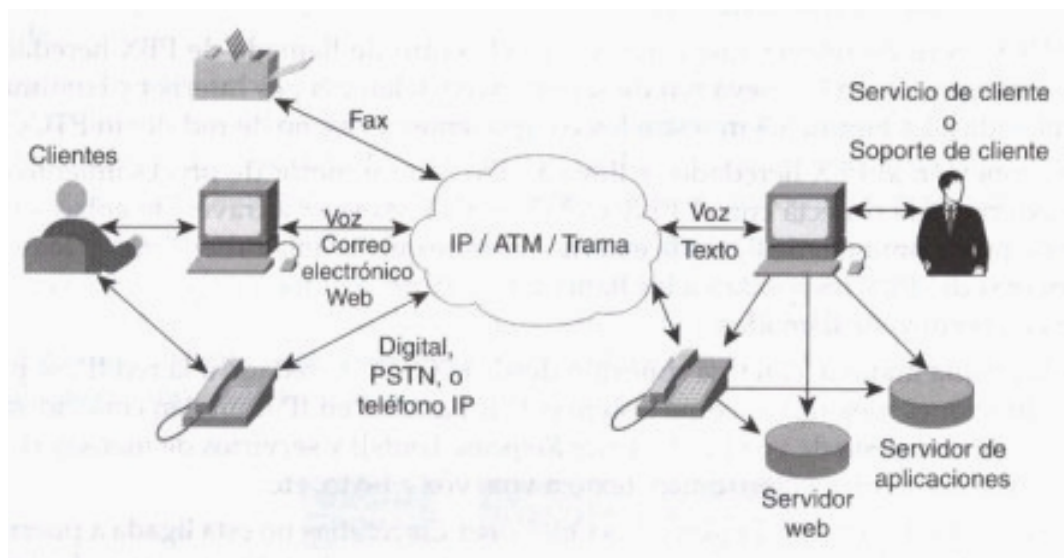 Fax
Servicio de cliente
o
Soporte de cliente
Clientes
Voz
Correo
electrónico
Web
IP / ATM / Trama
Voz
Texto
Digital,
PSTN, o
teléfono IP
Servidor de
aplicaciones
Servidor
web